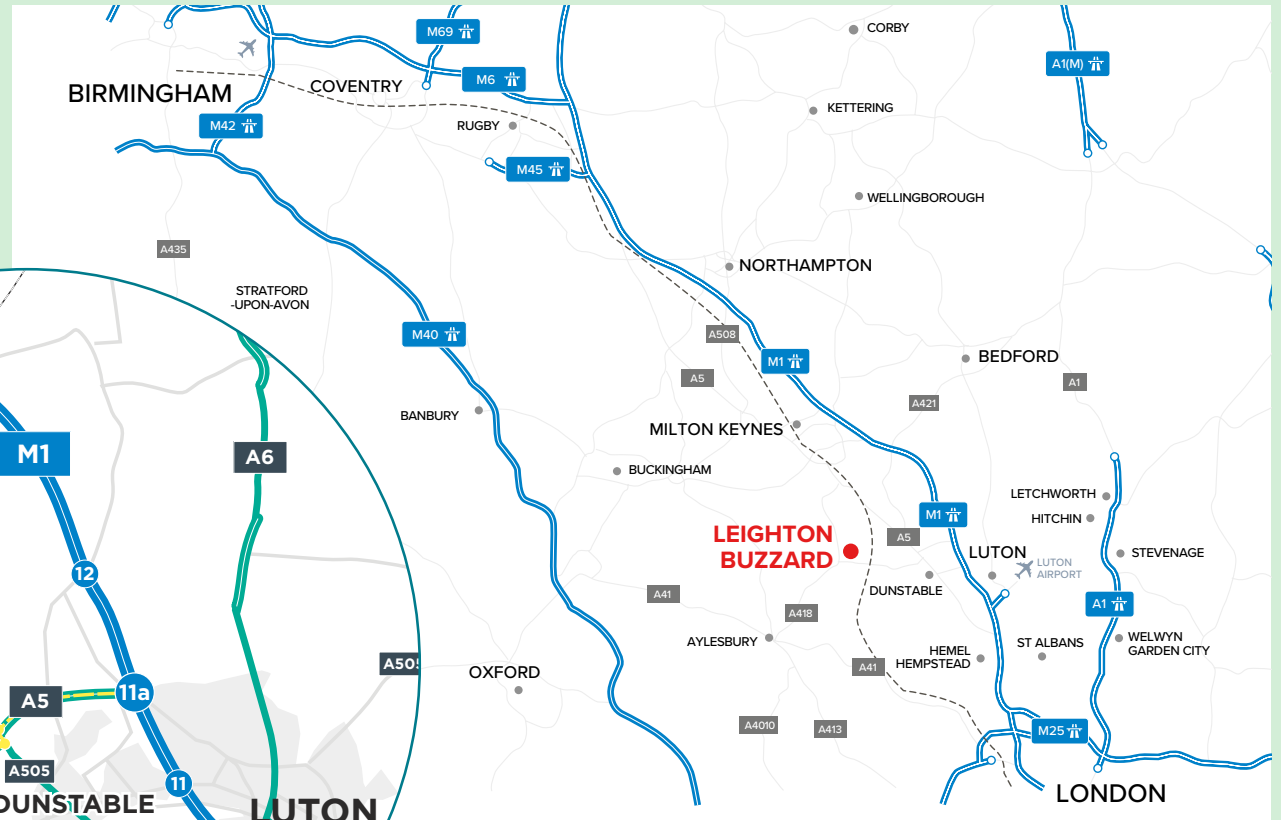 CORBY
M69
A1(M)
M6
COVENTRY
BIRMINGHAM
KETTERING
M42
RUGBY
M45
WELLINGBOROUGH
A435
NORTHAMPTON
STRATFORD
-UPON-AVON
M40
A508
M1
BEDFORD
A5
A1
A421
BANBURY
MILTON KEYNES
M1
A6
BUCKINGHAM
LETCHWORTH
M1
HITCHIN
LEIGHTON
BUZZARD
A5
LUTON
STEVENAGE
LUTON
AIRPORT
12
DUNSTABLE
A41
A1
A418
AYLESBURY
WELWYN
GARDEN CITY
ST ALBANS
HEMEL
HEMPSTEAD
A505
A41
OXFORD
11a
A5
A4010
A413
M25
A505
11
LONDON
DUNSTABLE
LUTON